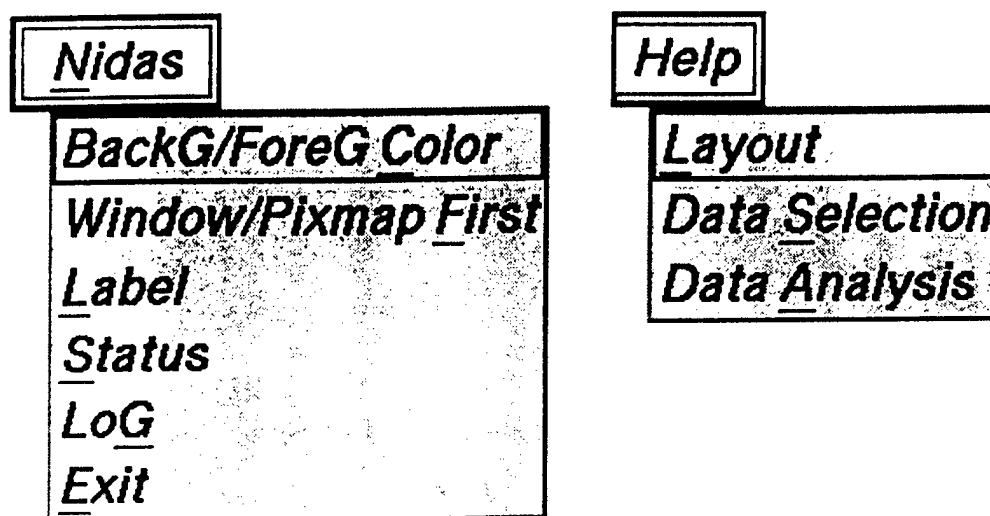 Nidas
BackG/ForeG Color
Window/Pixmap First
Label
Status
LoG
Exit
Help
Layout
Data Selection
Data Analysis